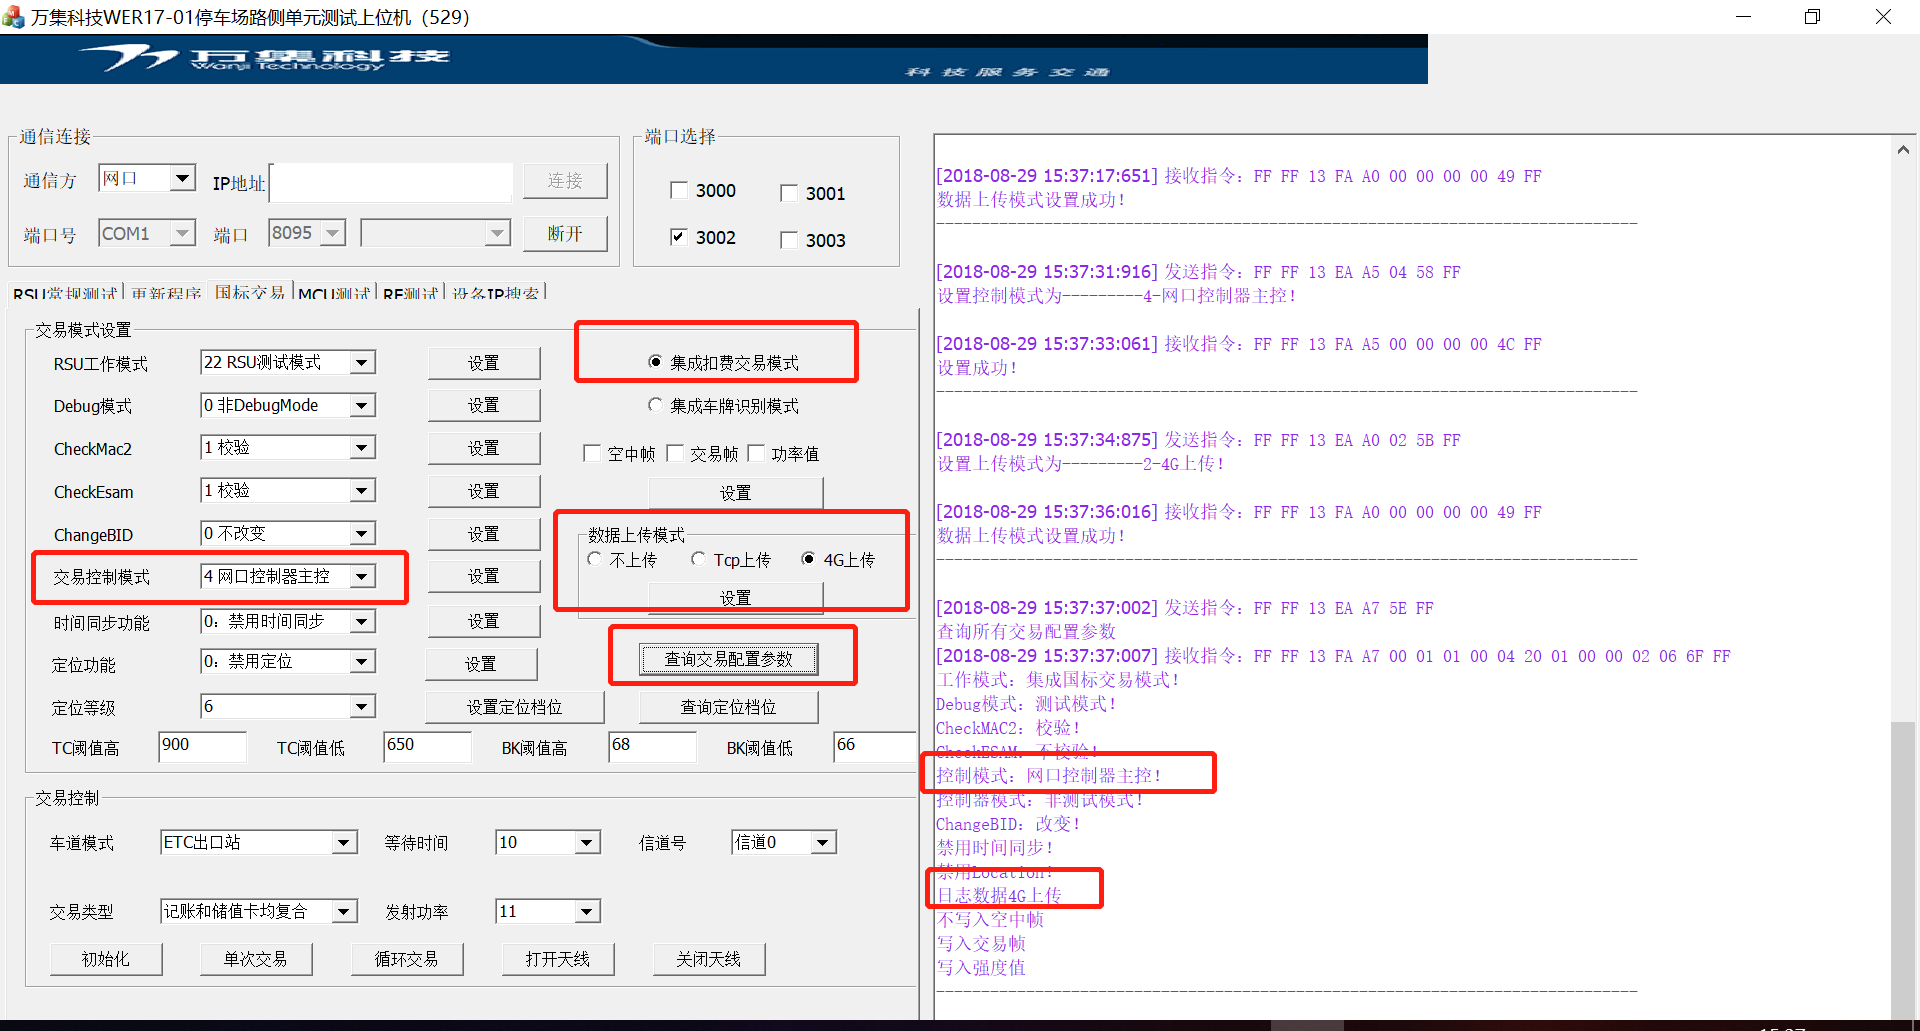 万集科技WER17-01停车场路侧单元测试上位机（529）
万集科技
Wanji Technology
科技服务交通
通信连接
通信方 网口 IP地址 连接
端口号 COM1 端口 8095 断开
端口选择
3000 3001
3002 3003
RSU常规测试 更新程序 国标交易 MCU测试 RF测试 设备IP搜索
交易模式设置
RSU工作模式 22 RSU测试模式 设置 集成扣费交易模式
Debug模式 0 非DebugMode 设置 集成车牌识别模式
CheckMac2 1 校验 设置 空中帧 交易帧 功率值
CheckEsam 1 校验 设置 设置
ChangeBID 0 不改变 设置 数据上传模式
不上传 Tcp上传 4G上传
交易控制模式 4 网口控制器主控 设置 设置
时间同步功能 0：禁用时间同步 设置
定位功能 0：禁用定位 设置 查询交易配置参数
定位等级 6 设置定位档位 查询定位档位
TC阈值高 900 TC阈值低 650 BK阈值高 68 BK阈值低 66
交易控制
车道模式 ETC出口站 等待时间 10 信道号 信道0
交易类型 记账和储值卡均复合 发射功率 11
初始化 单次交易 循环交易 打开天线 关闭天线
[2018-08-29 15:37:17:651] 接收指令：FF FF 13 FA A0 00 00 00 00 49 FF
数据上传模式设置成功！
------------------------------------------------------------------------------
[2018-08-29 15:37:31:916] 发送指令：FF FF 13 EA A5 04 58 FF
设置控制模式为---------4-网口控制器主控！
[2018-08-29 15:37:33:061] 接收指令：FF FF 13 FA A5 00 00 00 00 4C FF
设置成功！
------------------------------------------------------------------------------
[2018-08-29 15:37:34:875] 发送指令：FF FF 13 EA A0 02 5B FF
设置上传模式为---------2-4G上传！
[2018-08-29 15:37:36:016] 接收指令：FF FF 13 FA A0 00 00 00 00 49 FF
数据上传模式设置成功！
------------------------------------------------------------------------------
[2018-08-29 15:37:37:002] 发送指令：FF FF 13 EA A7 5E FF
查询所有交易配置参数
[2018-08-29 15:37:37:007] 接收指令：FF FF 13 FA A7 00 01 01 00 04 20 01 00 00 02 06 6F FF
工作模式：集成国标交易模式！
Debug模式：测试模式！
CheckMAC2：校验！
CheckESAM：不校验！
控制模式：网口控制器主控！
控制器模式：非测试模式！
ChangeBID：改变！
禁用时间同步！
禁用Location！
日志数据4G上传
不写入空中帧
写入交易帧
写入强度值
------------------------------------------------------------------------------